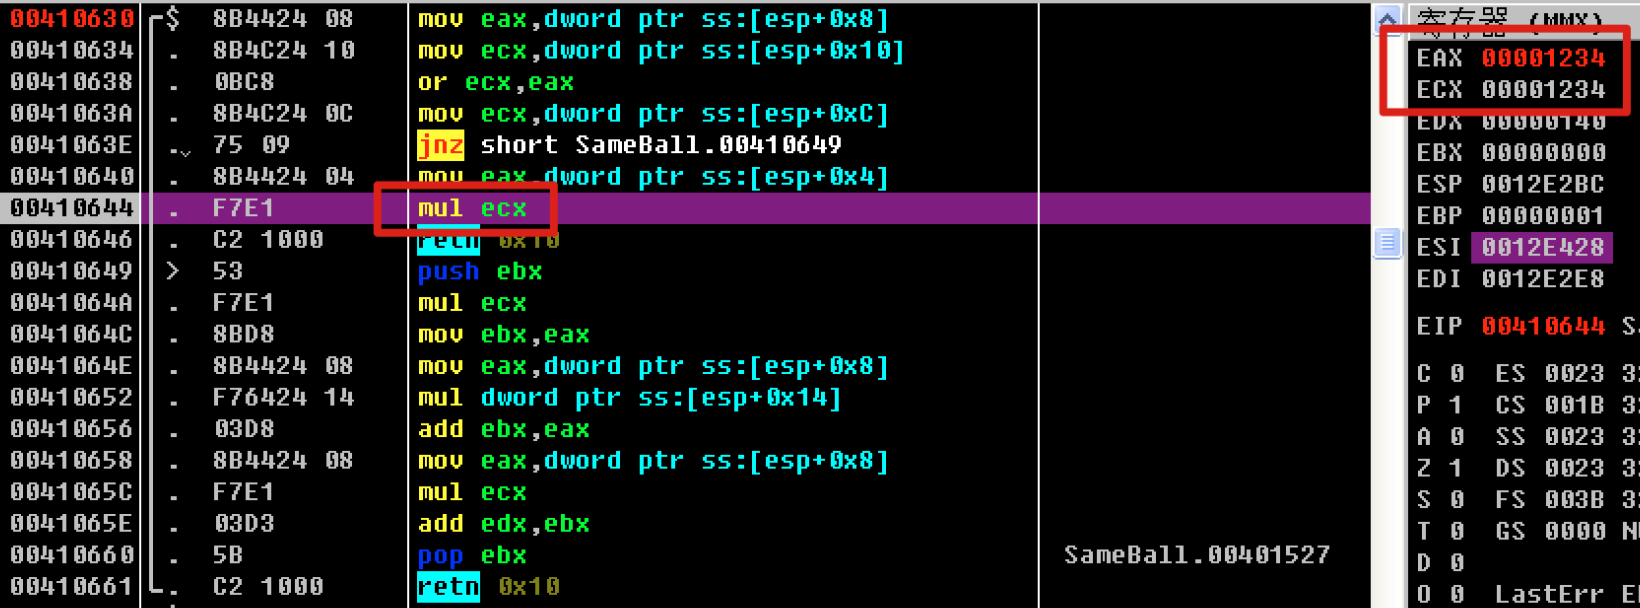 00410630 $ 8B4424 08 mov eax,dword ptr ss:[esp+0x8]
00410634 . 8B4C24 10 mov ecx,dword ptr ss:[esp+0x10]
00410638 . 0BC8 or ecx,eax
0041063A . 8B4C24 0C mov ecx,dword ptr ss:[esp+0xC]
0041063E . 75 09 jnz short SameBall.00410649
00410640 . 8B4424 04 mov eax,dword ptr ss:[esp+0x4]
00410644 . F7E1 mul ecx
00410646 . C2 1000 retn 0x10
00410649 > 53 push ebx
0041064A . F7E1 mul ecx
0041064C . 8BD8 mov ebx,eax
0041064E . 8B4424 08 mov eax,dword ptr ss:[esp+0x8]
00410652 . F76424 14 mul dword ptr ss:[esp+0x14]
00410656 . 03D8 add ebx,eax
00410658 . 8B4424 08 mov eax,dword ptr ss:[esp+0x8]
0041065C . F7E1 mul ecx
0041065E . 03D3 add edx,ebx
00410660 . 5B pop ebx SameBall.00401527
00410661 . C2 1000 retn 0x10
寄存器 (MMX)
EAX 00001234
ECX 00001234
EDX 00000140
EBX 00000000
ESP 0012E2BC
EBP 00000001
ESI 0012E428
EDI 0012E2E8
EIP 00410644
C 0 ES 0023
P 1 CS 001B
A 0 SS 0023
Z 1 DS 0023
S 0 FS 003B
T 0 GS 0000
D 0
O 0 LastErr